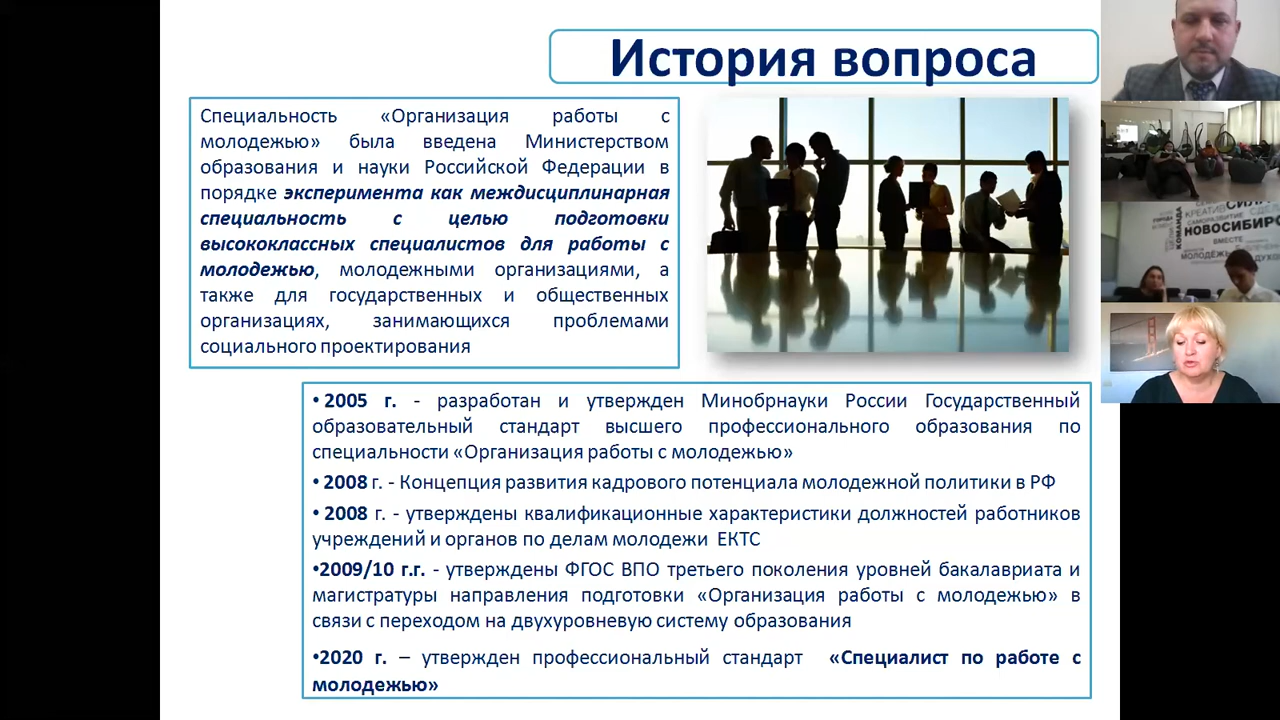 История вопроса
Специальность «Организация работы с
молодежью» была введена Министерством
образования и науки Российской Федерации в
порядке эксперимента как междисциплинарная
специальность с целью подготовки
высококлассных специалистов для работы с
молодежью, молодежными организациями, а
также для государственных и общественных
организациях, занимающихся проблемами
социального проектирования
• 2005 г. - разработан и утвержден Минобрнауки России Государственный
образовательный стандарт высшего профессионального образования по
специальности «Организация работы с молодежью»
• 2008 г. - Концепция развития кадрового потенциала молодежной политики в РФ
• 2008 г. - утверждены квалификационные характеристики должностей работников
учреждений и органов по делам молодежи ЕКТС
•2009/10 г.г. - утверждены ФГОС ВПО третьего поколения уровней бакалавриата и
магистратуры направления подготовки «Организация работы с молодежью» в
связи с переходом на двухуровневую систему образования
•2020 г. – утвержден профессиональный стандарт «Специалист по работе с
молодежью»
КРЕАТИВ
САМОРАЗВИТИЕ
КОМАНДА
ВМЕСТЕ